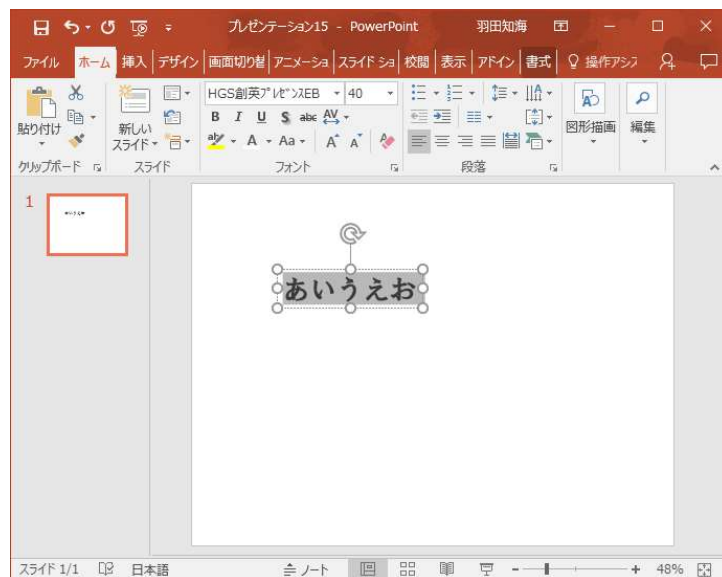 プレゼンテーション15 - PowerPoint 羽田知海
ファイル ホーム 挿入 デザイン 画面切り替 アニメーショ スライド ショ 校閲 表示 アドイン 書式 操作アシス
HGS創英ﾌﾟﾚｾﾞﾝｽEB 40
B I U S abc AV
Aa A A
貼り付け 新しい スライド 図形描画 編集
クリップボード スライド フォント 段落
1
あいうえお
スライド 1/1 日本語 ノート 48%